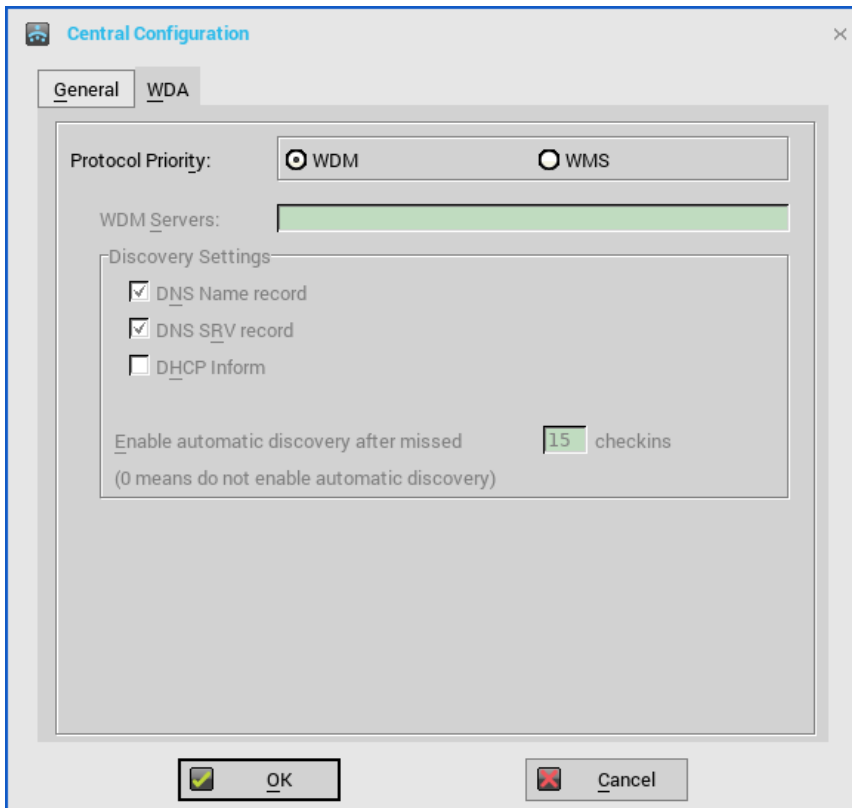 Central Configuration
General WDA
Protocol Priority: WDM WMS
WDM Servers:
Discovery Settings
DNS Name record
DNS SRV record
DHCP Inform
Enable automatic discovery after missed 15 checkins
(0 means do not enable automatic discovery)
OK Cancel